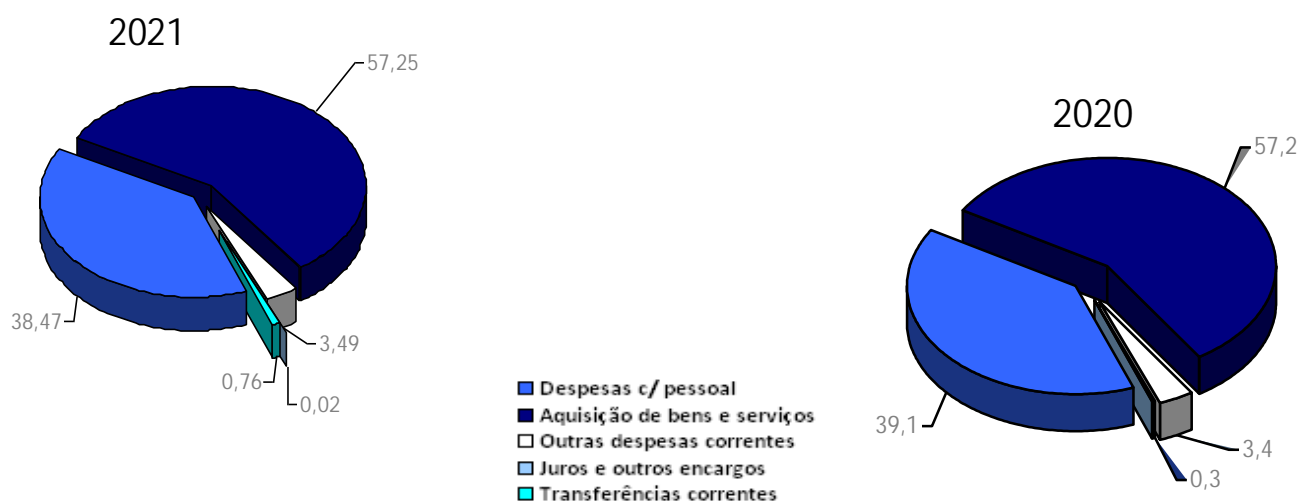 2021
57,25
38,47
3,49
0,76
0,02
2020
57,2
39,1
3,4
0,3
Despesas c/ pessoal
Aquisição de bens e serviços
Outras despesas correntes
Juros e outros encargos
Transferências correntes